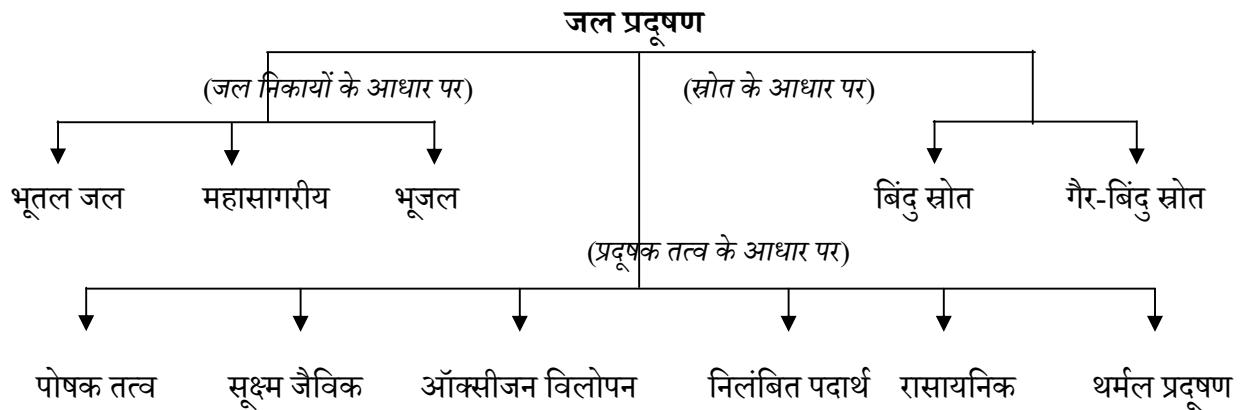 जल प्रदूषण
(जल निकायों के आधार पर) (स्रोत के आधार पर)
भूतल जल महासागरीय भूजल बिंदु स्रोत गैर-बिंदु स्रोत
(प्रदूषक तत्व के आधार पर)
पोषक तत्व सूक्ष्म जैविक ऑक्सीजन विलोपन निलंबित पदार्थ रासायनिक थर्मल प्रदूषण